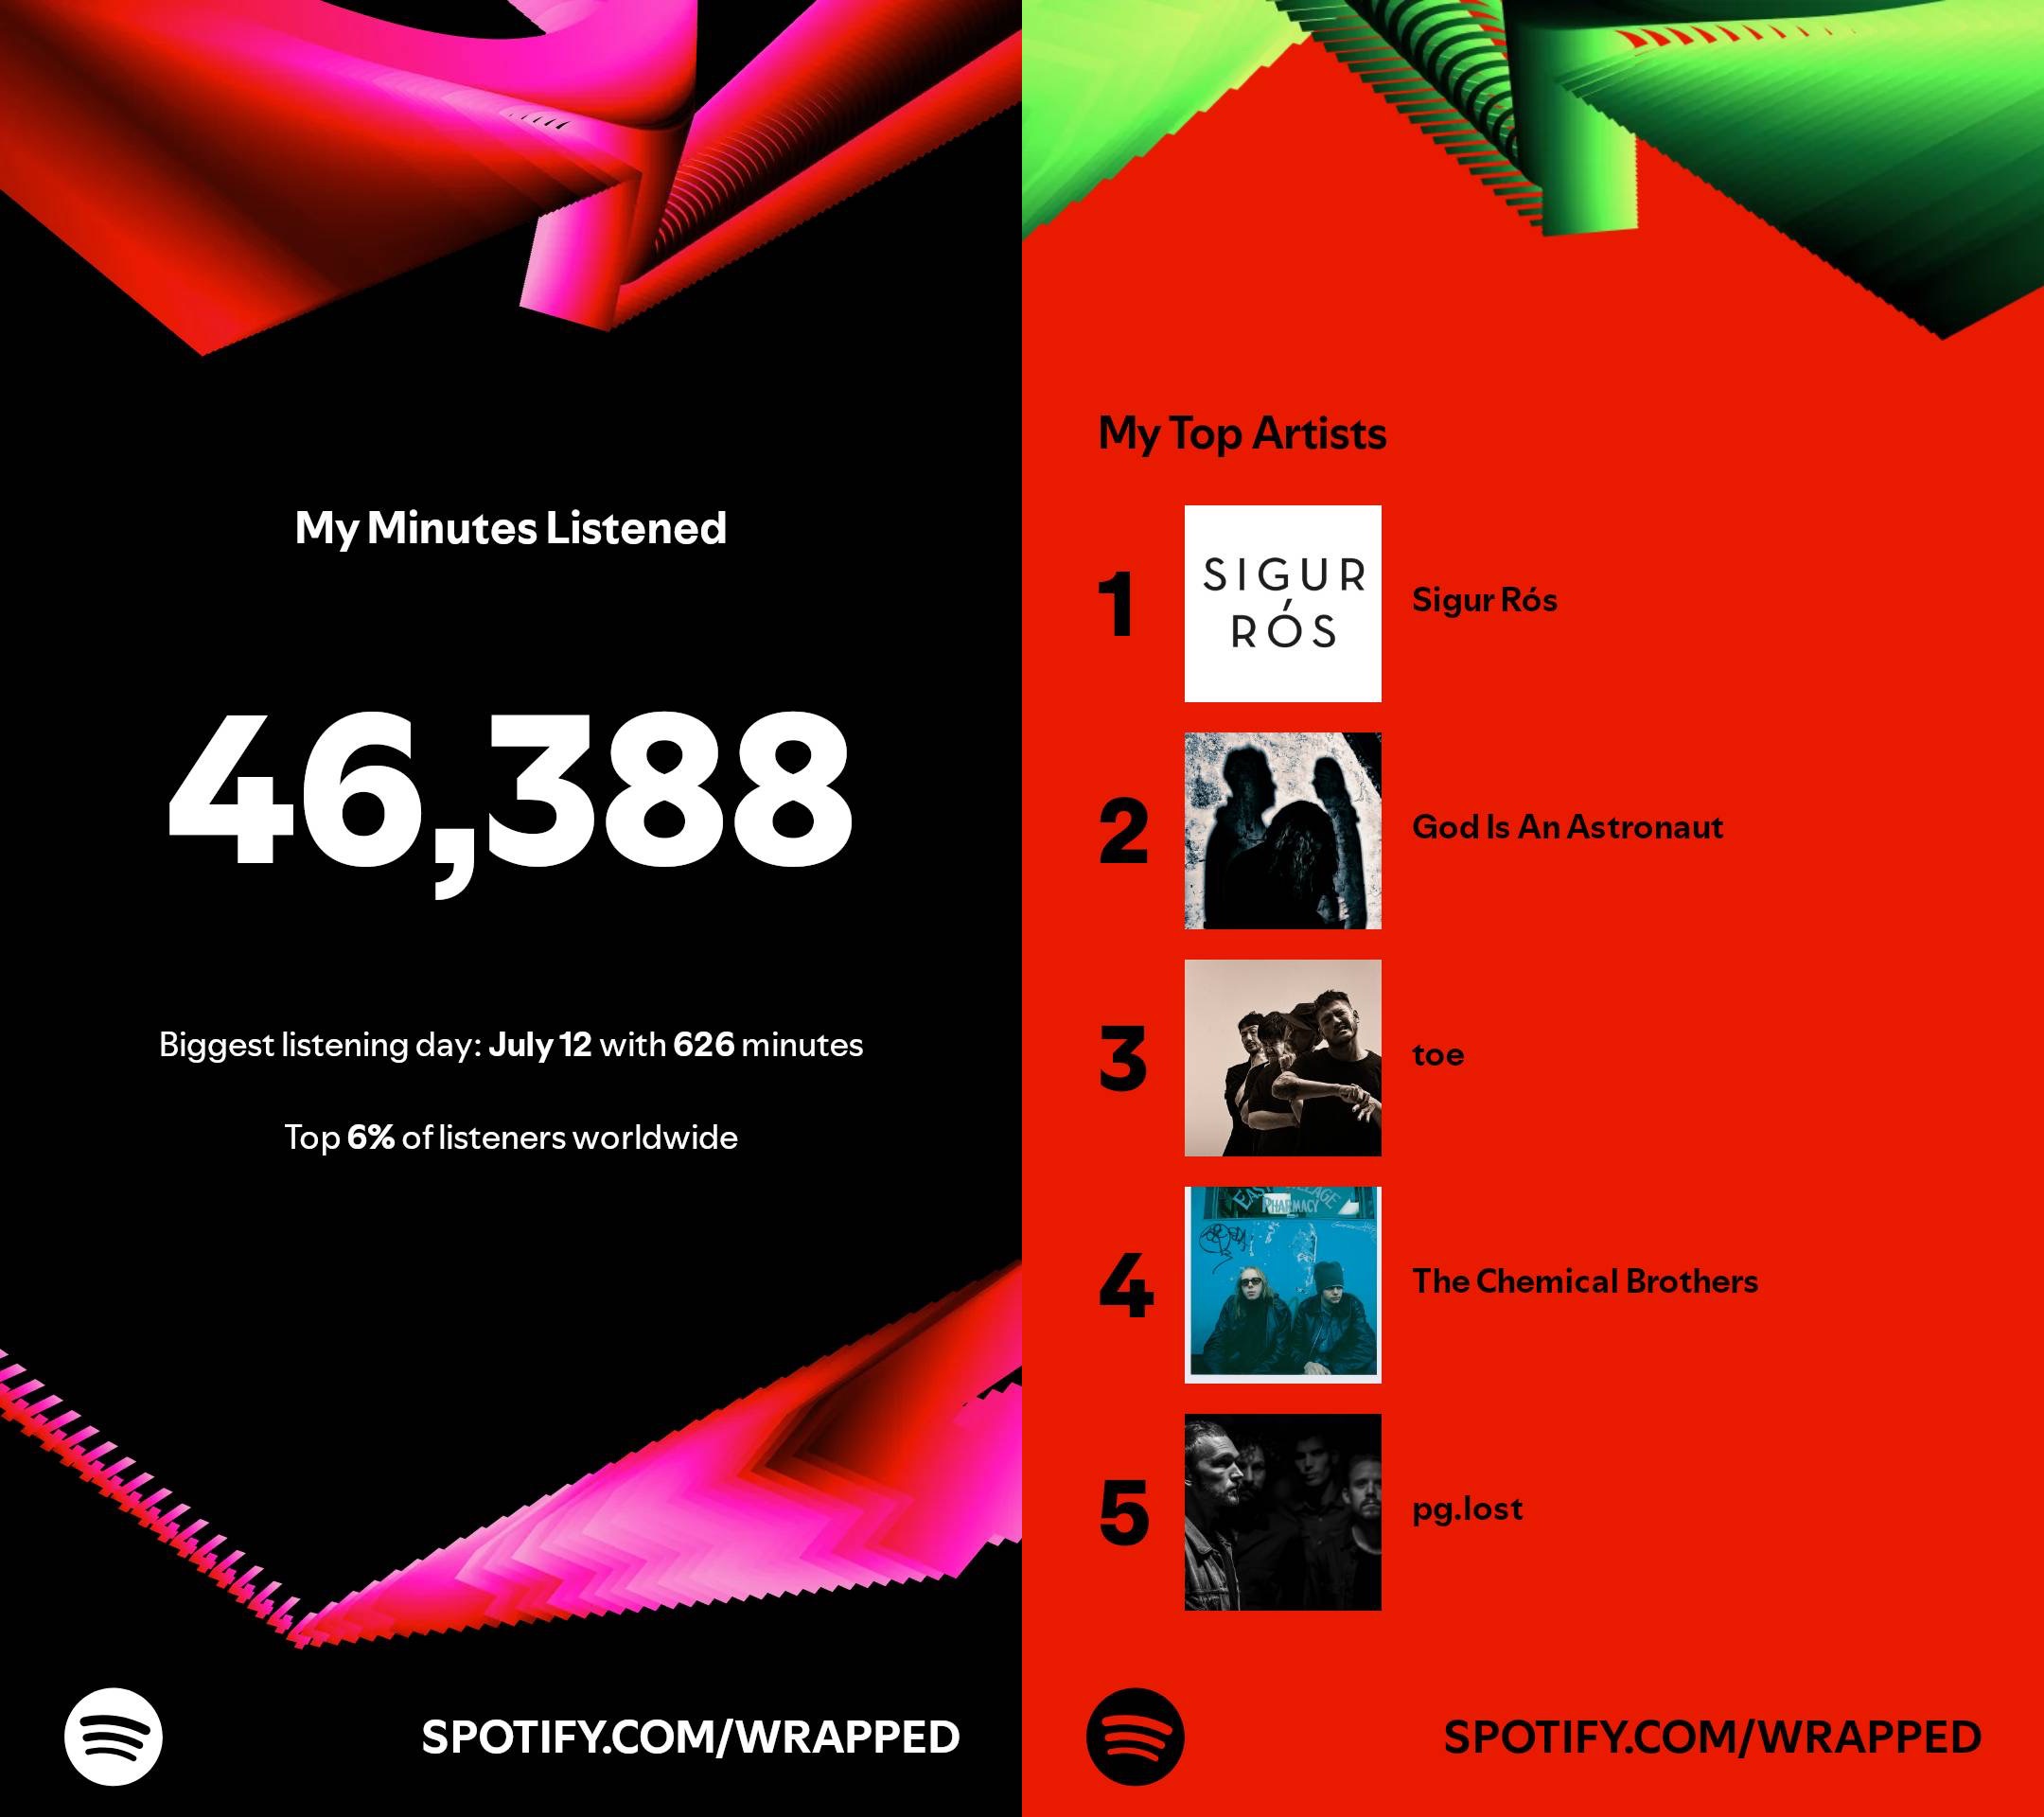 My Minutes Listened
46,388
Biggest listening day: July 12 with 626 minutes
Top 6% of listeners worldwide
SPOTIFY.COM/WRAPPED
My Top Artists
1
SIGUR
RÓS
Sigur Rós
2
God Is An Astronaut
3
toe
4
PHARMACY
The Chemical Brothers
5
pg.lost
SPOTIFY.COM/WRAPPED